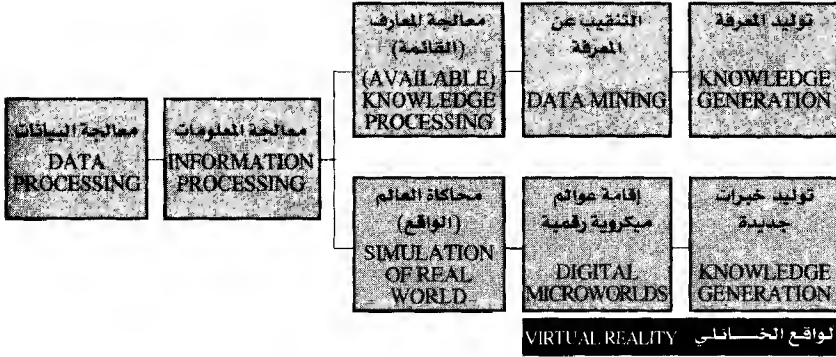 معالجة المعارف
(القائمة)
(AVAILABLE)
KNOWLEDGE
PROCESSING
التنقيب عن
المعرفة
DATA MINING
توليد المعرفة
KNOWLEDGE
GENERATION
معالجة البيانات
DATA
PROCESSING
معالجة المعلومات
INFORMATION
PROCESSING
محاكاة العالم
(الواقع)
SIMULATION
OF REAL
WORLD
إقامة عوالم
ميكروية رقمية
DIGITAL
MICROWORLDS
توليد خبرات
جديدة
KNOWLEDGE
GENERATION
VIRTUAL REALITY لواقع الخـــائلي